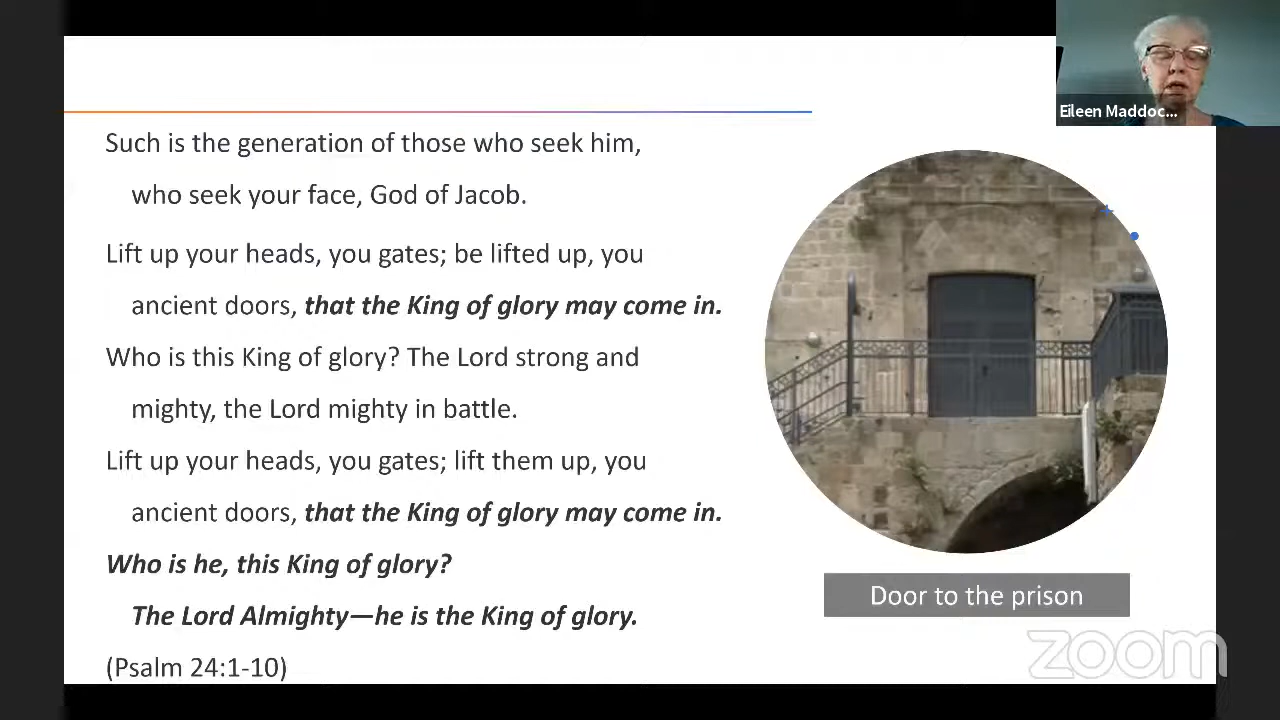 Eileen Maddoc...
Such is the generation of those who seek him,
who seek your face, God of Jacob.
Lift up your heads, you gates; be lifted up, you
ancient doors, that the King of glory may come in.
Who is this King of glory? The Lord strong and
mighty, the Lord mighty in battle.
Lift up your heads, you gates; lift them up, you
ancient doors, that the King of glory may come in.
Who is he, this King of glory?
The Lord Almighty—he is the King of glory.
(Psalm 24:1-10)
Door to the prison
zoom